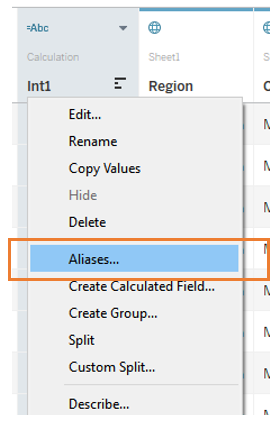 =Abc
Calculation
Sheet1
Int1
Region
Edit...
Rename
Copy Values
Hide
Delete
Aliases...
Create Calculated Field...
Create Group...
Split
Custom Split...
Describe...